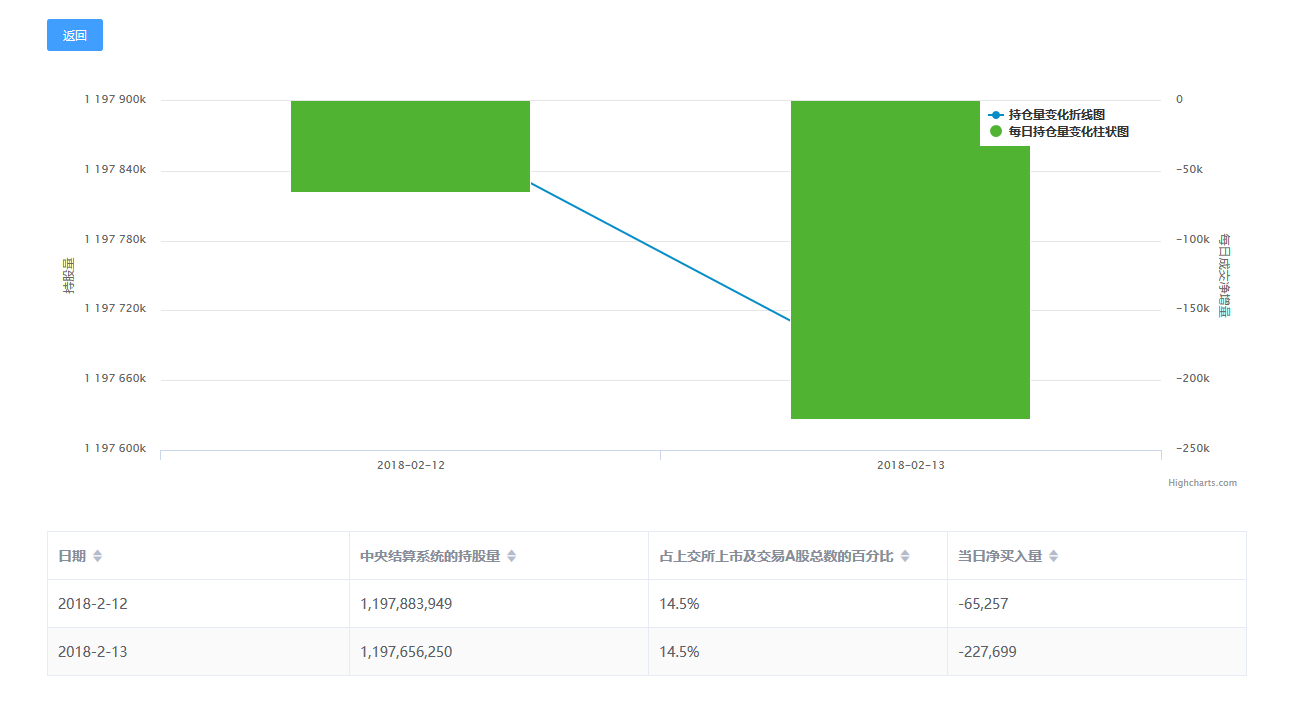 返回
1 197 900k
1 197 840k
1 197 780k
1 197 720k
1 197 660k
1 197 600k
持股量
0
-50k
-100k
-150k
-200k
-250k
每日成交净增量
持仓量变化折线图
每日持仓量变化柱状图
2018-02-12 2018-02-13
Highcharts.com
日期 中央结算系统的持股量 占上交所上市及交易A股总数的百分比 当日净买入量
2018-2-12 1,197,883,949 14.5% -65,257
2018-2-13 1,197,656,250 14.5% -227,699